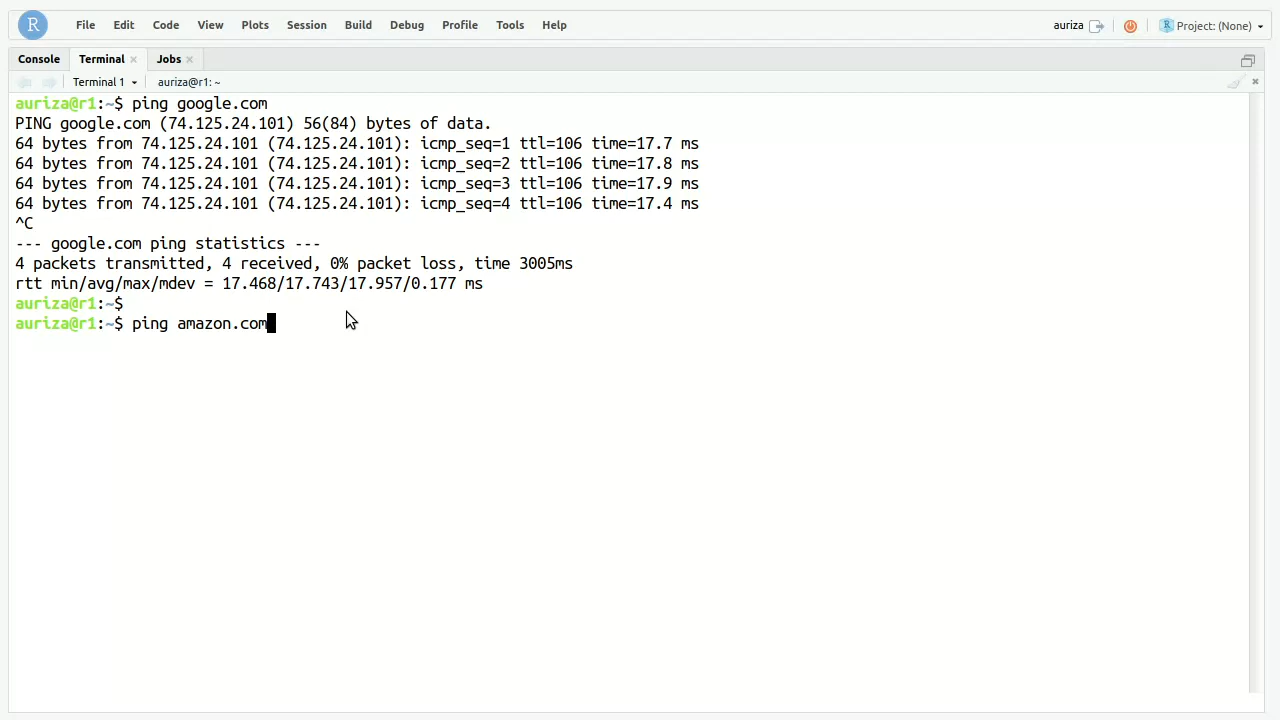 R File Edit Code View Plots Session Build Debug Profile Tools Help auriza R Project: (None)
Console Terminal Jobs
Terminal 1 auriza@r1: ~
auriza@r1:~$ ping google.com
PING google.com (74.125.24.101) 56(84) bytes of data.
64 bytes from 74.125.24.101 (74.125.24.101): icmp_seq=1 ttl=106 time=17.7 ms
64 bytes from 74.125.24.101 (74.125.24.101): icmp_seq=2 ttl=106 time=17.8 ms
64 bytes from 74.125.24.101 (74.125.24.101): icmp_seq=3 ttl=106 time=17.9 ms
64 bytes from 74.125.24.101 (74.125.24.101): icmp_seq=4 ttl=106 time=17.4 ms
^C
--- google.com ping statistics ---
4 packets transmitted, 4 received, 0% packet loss, time 3005ms
rtt min/avg/max/mdev = 17.468/17.743/17.957/0.177 ms
auriza@r1:~$
auriza@r1:~$ ping amazon.com